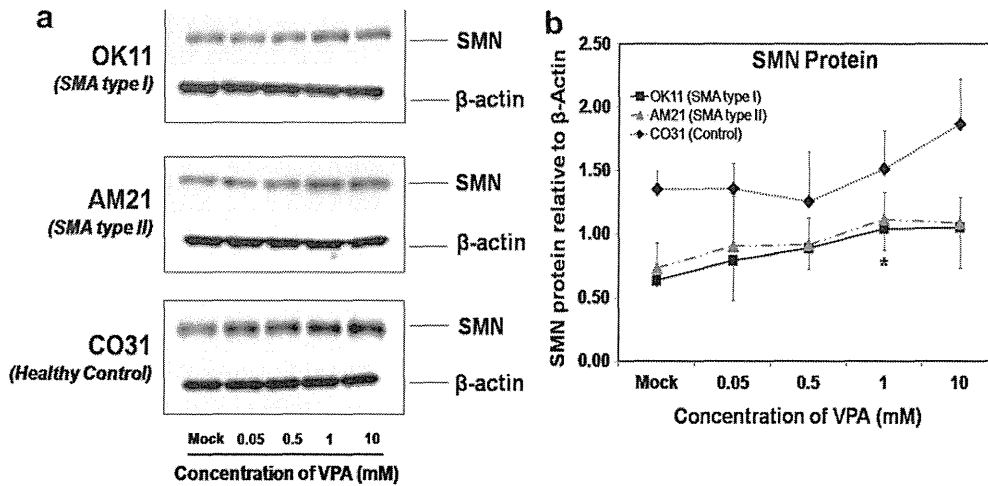 a
OK11
(SMA type I)
SMN
β-actin
AM21
(SMA type II)
SMN
β-actin
CO31
(Healthy Control)
SMN
β-actin
Mock 0.05 0.5 1 10
Concentration of VPA (mM)
b
SMN Protein
OK11 (SMA type I)
AM21 (SMA type II)
CO31 (Control)
SMN protein relative to β-Actin
2.50
2.00
1.50
1.00
0.50
0.00
*
Mock 0.05 0.5 1 10
Concentration of VPA (mM)